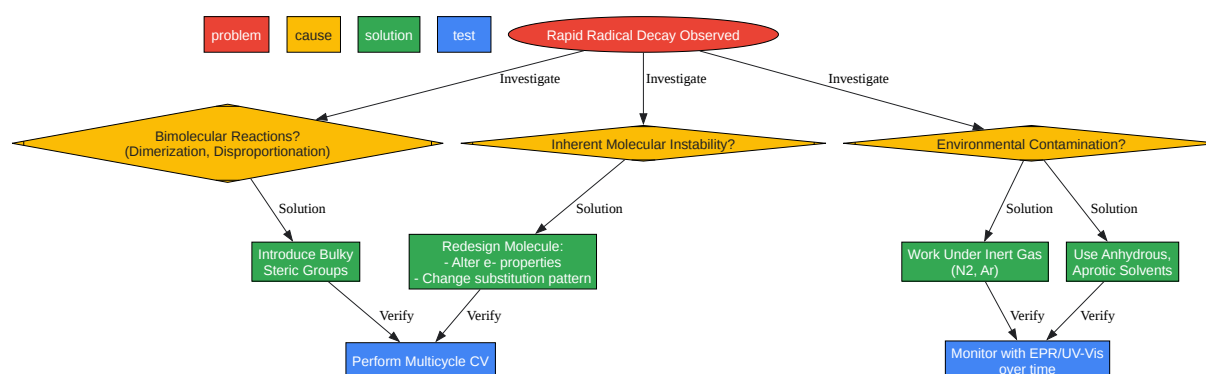 problem
cause
solution
test
Rapid Radical Decay Observed
Investigate
Investigate
Investigate
Bimolecular Reactions?
(Dimerization, Disproportionation)
Inherent Molecular Instability?
Environmental Contamination?
Solution
Solution
Solution
Solution
Introduce Bulky
Steric Groups
Redesign Molecule:
- Alter e- properties
- Change substitution pattern
Work Under Inert Gas
(N2, Ar)
Use Anhydrous,
Aprotic Solvents
Verify
Verify
Verify
Verify
Perform Multicycle CV
Monitor with EPR/UV-Vis
over time